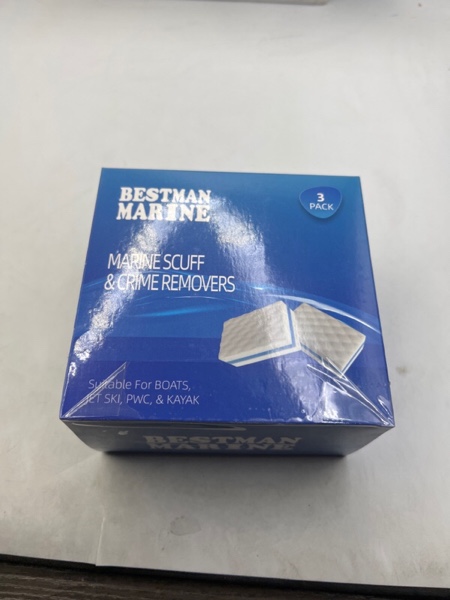 BESTMAN
MARINE
3
PACK
MARINE SCUFF
& CRIME REMOVERS
Suitable For BOATS,
JET SKI, PWC, & KAYAK
BESTMAN
MARINE